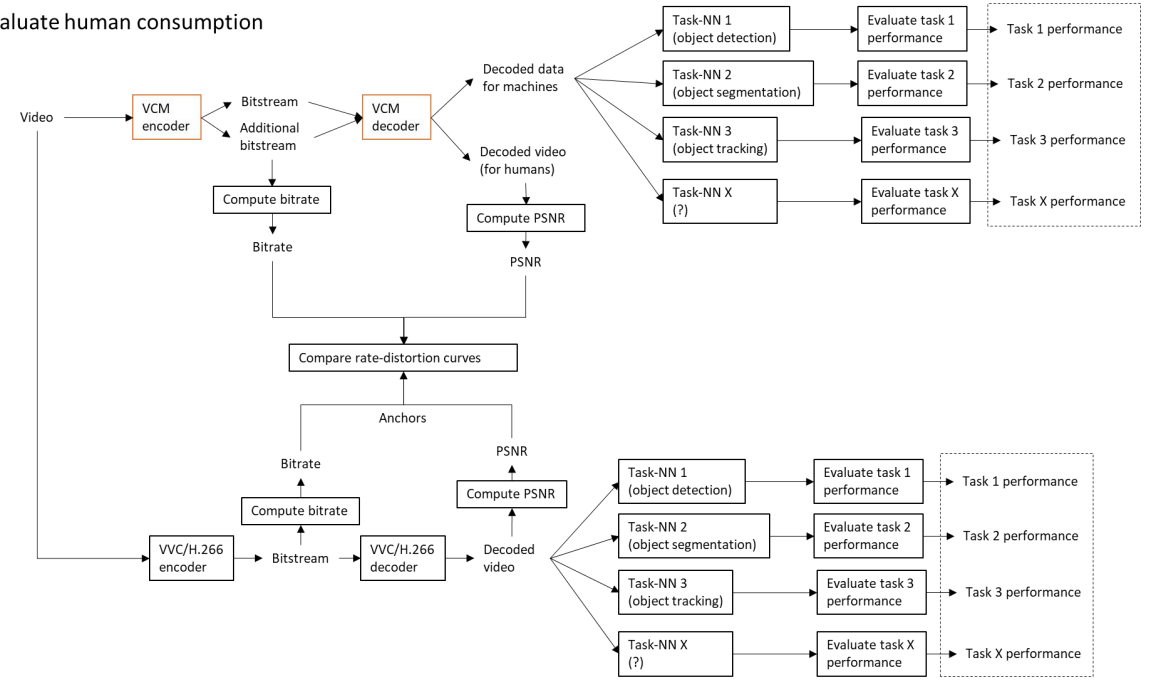 aluate human consumption
Task-NN 1
(object detection)
Evaluate task 1
performance
Task 1 performance
Decoded data
for machines
Task-NN 2
(object segmentation)
Evaluate task 2
performance
Task 2 performance
Video
VCM
encoder
Bitstream
Additional
bitstream
VCM
decoder
Task-NN 3
(object tracking)
Evaluate task 3
performance
Task 3 performance
Decoded video
(for humans)
Task-NN X
(?)
Evaluate task X
performance
Task X performance
Compute bitrate
Compute PSNR
Bitrate
PSNR
Compare rate-distortion curves
Anchors
PSNR
Bitrate
Compute PSNR
Compute bitrate
VVC/H.266
encoder
Bitstream
VVC/H.266
decoder
Decoded
video
Task-NN 1
(object detection)
Evaluate task 1
performance
Task 1 performance
Task-NN 2
(object segmentation)
Evaluate task 2
performance
Task 2 performance
Task-NN 3
(object tracking)
Evaluate task 3
performance
Task 3 performance
Task-NN X
(?)
Evaluate task X
performance
Task X performance